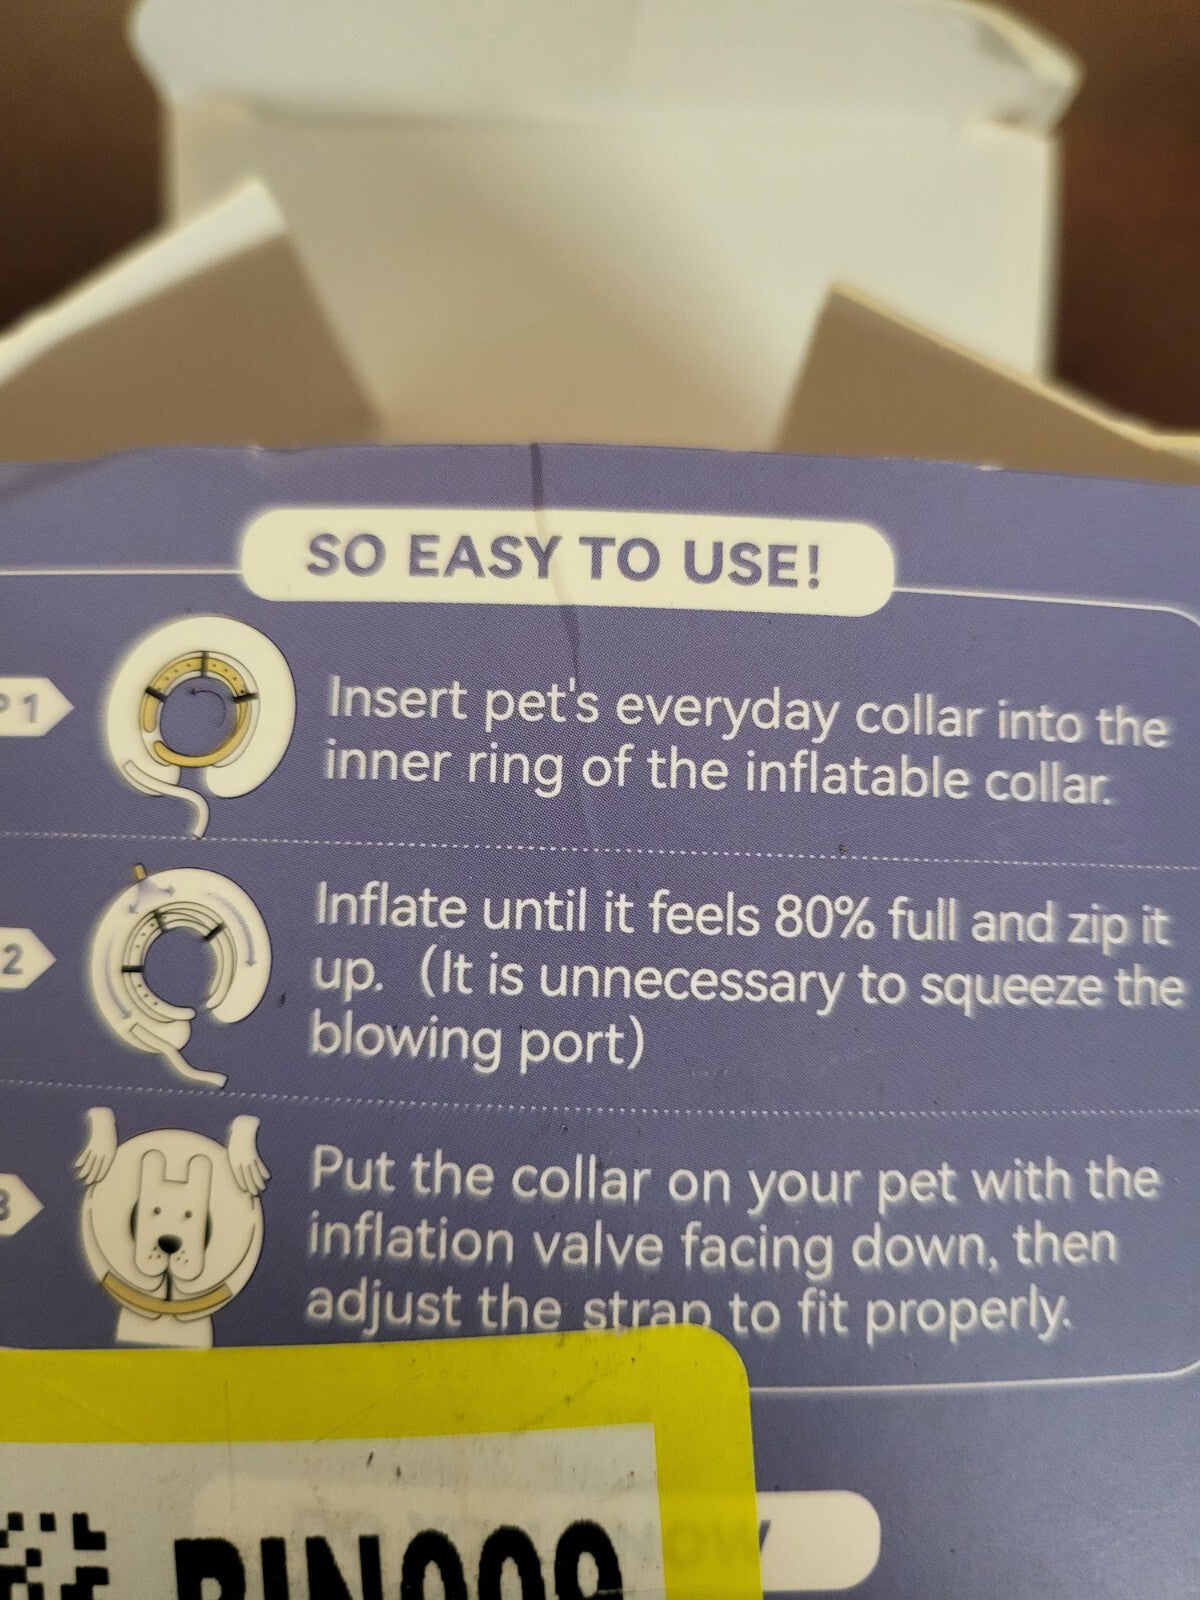 SO EASY TO USE!
P 1
Insert pet's everyday collar into the
inner ring of the inflatable collar.
2
Inflate until it feels 80% full and zip it
up. (It is unnecessary to squeeze the
blowing port)
3
Put the collar on your pet with the
inflation valve facing down, then
adjust the strap to fit properly.